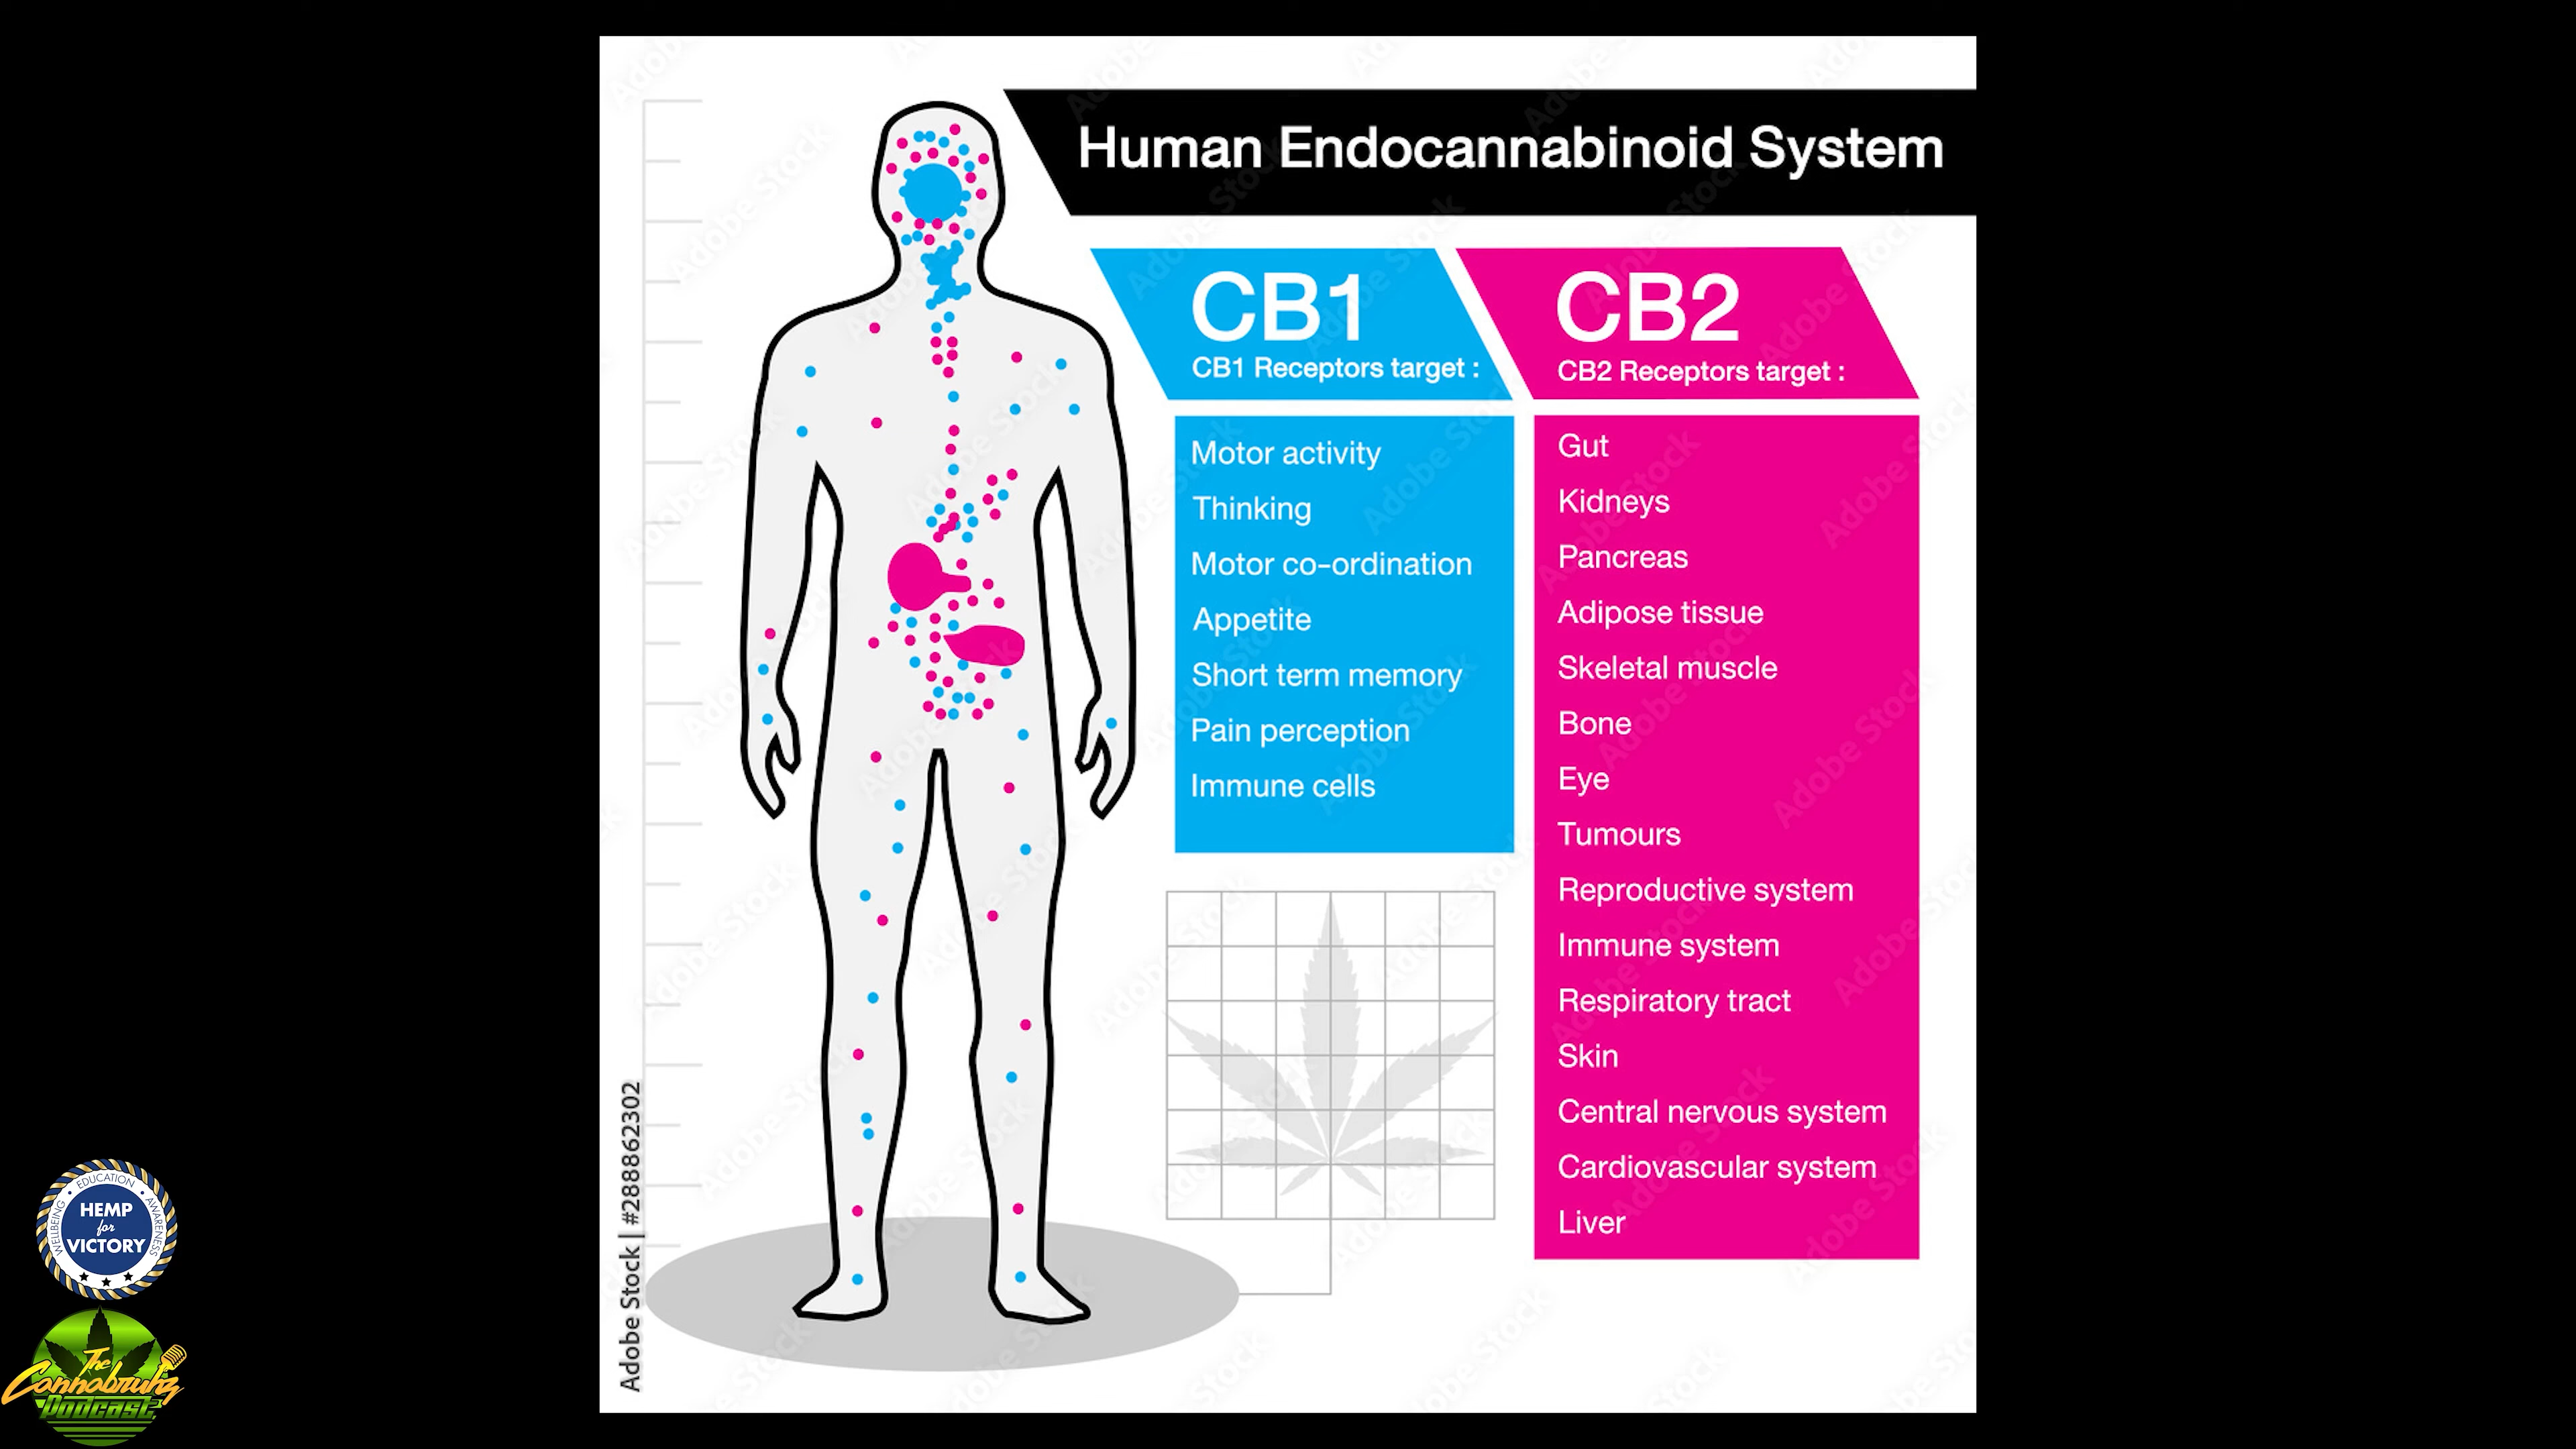 Human Endocannabinoid System
CB1
CB1 Receptors target :
Motor activity
Thinking
Motor co-ordination
Appetite
Short term memory
Pain perception
Immune cells
CB2
CB2 Receptors target :
Gut
Kidneys
Pancreas
Adipose tissue
Skeletal muscle
Bone
Eye
Tumours
Reproductive system
Immune system
Respiratory tract
Skin
Central nervous system
Cardiovascular system
Liver
Adobe Stock | #288862302
WELLBEING • EDUCATION • AWARENESS
HEMP
for
VICTORY
The
Podcast
Adobe Stock